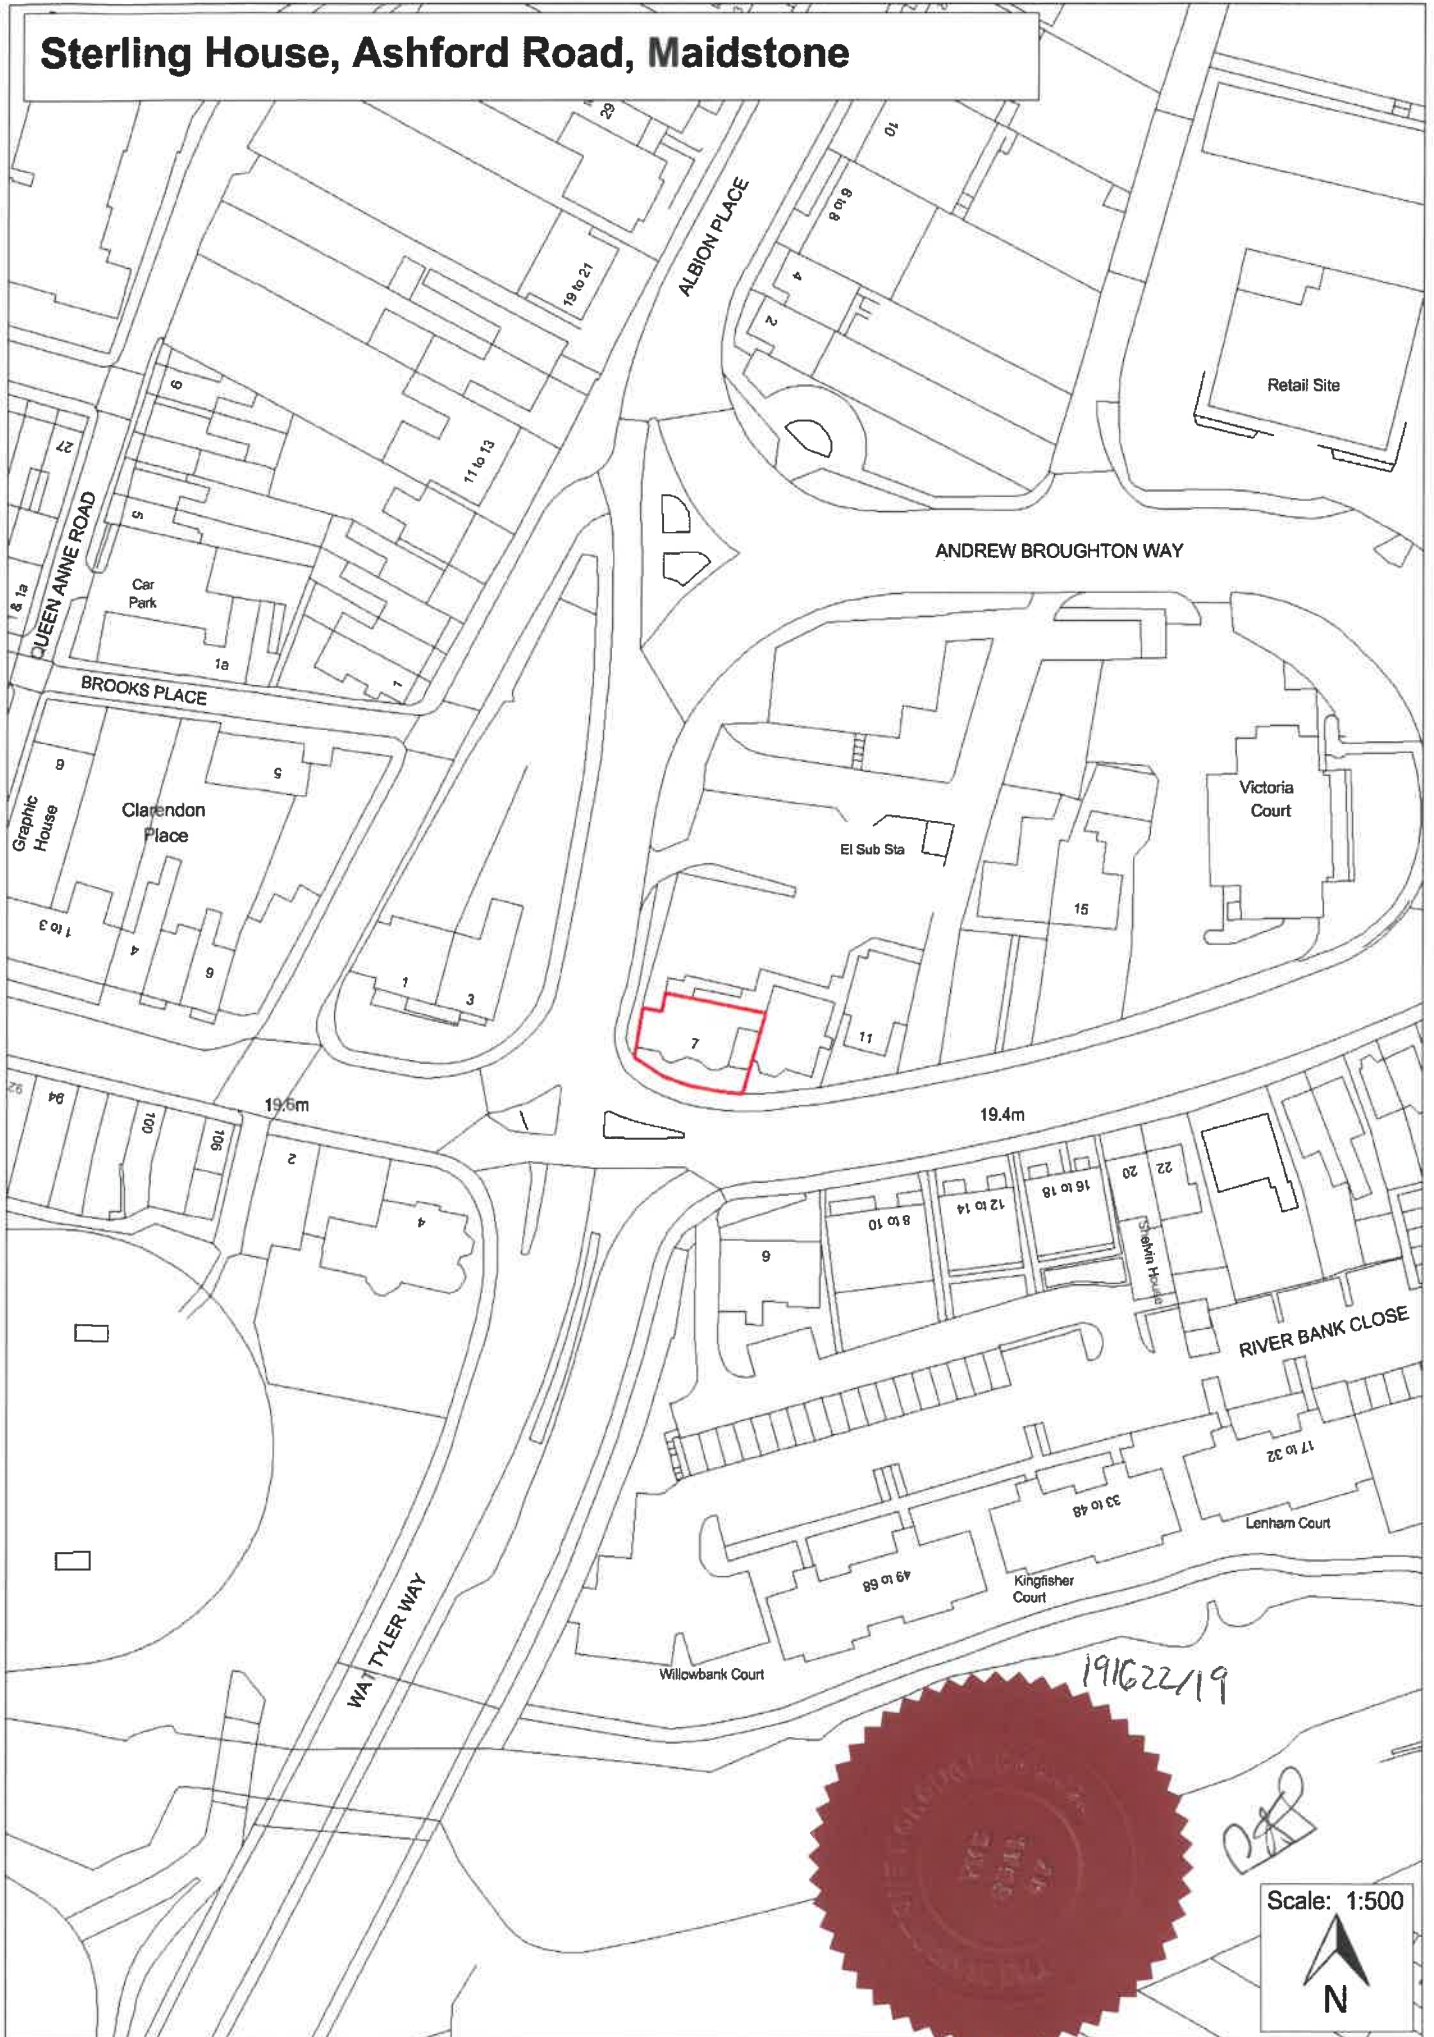 Sterling House, Ashford Road, Maidstone
29
10
6 to 8
ALBION PLACE
19 to 21
4
2
Retail Site
9
27
11 to 13
QUEEN ANNE ROAD
5
ANDREW BROUGHTON WAY
Car
Park
& 1a
1a
1
BROOKS PLACE
Graphic
House
Clarendon
Place
5
Victoria
Court
El Sub Sta
15
1 to 3
4
6
1
3
7
11
92
94
100
106
19.6m
19.4m
2
4
6
8 to 10
12 to 14
16 to 18
20
22
Shelvin House
RIVER BANK CLOSE
17 to 32
Lenham Court
33 to 48
Kingfisher
Court
49 to 68
Willowbank Court
WAT TYLER WAY
191622/19
Scale: 1:500
N